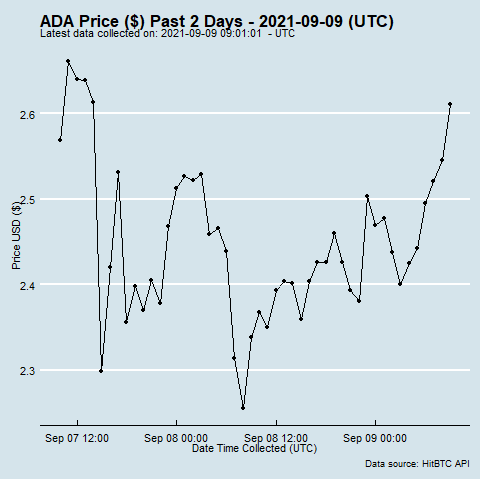 ADA Price ($) Past 2 Days - 2021-09-09 (UTC)
Latest data collected on: 2021-09-09 09:01:01  - UTC
2.6
2.5
2.4
2.3
Price USD ($)
Sep 07 12:00 Sep 08 00:00 Sep 08 12:00 Sep 09 00:00
Date Time Collected (UTC)
Data source: HitBTC API